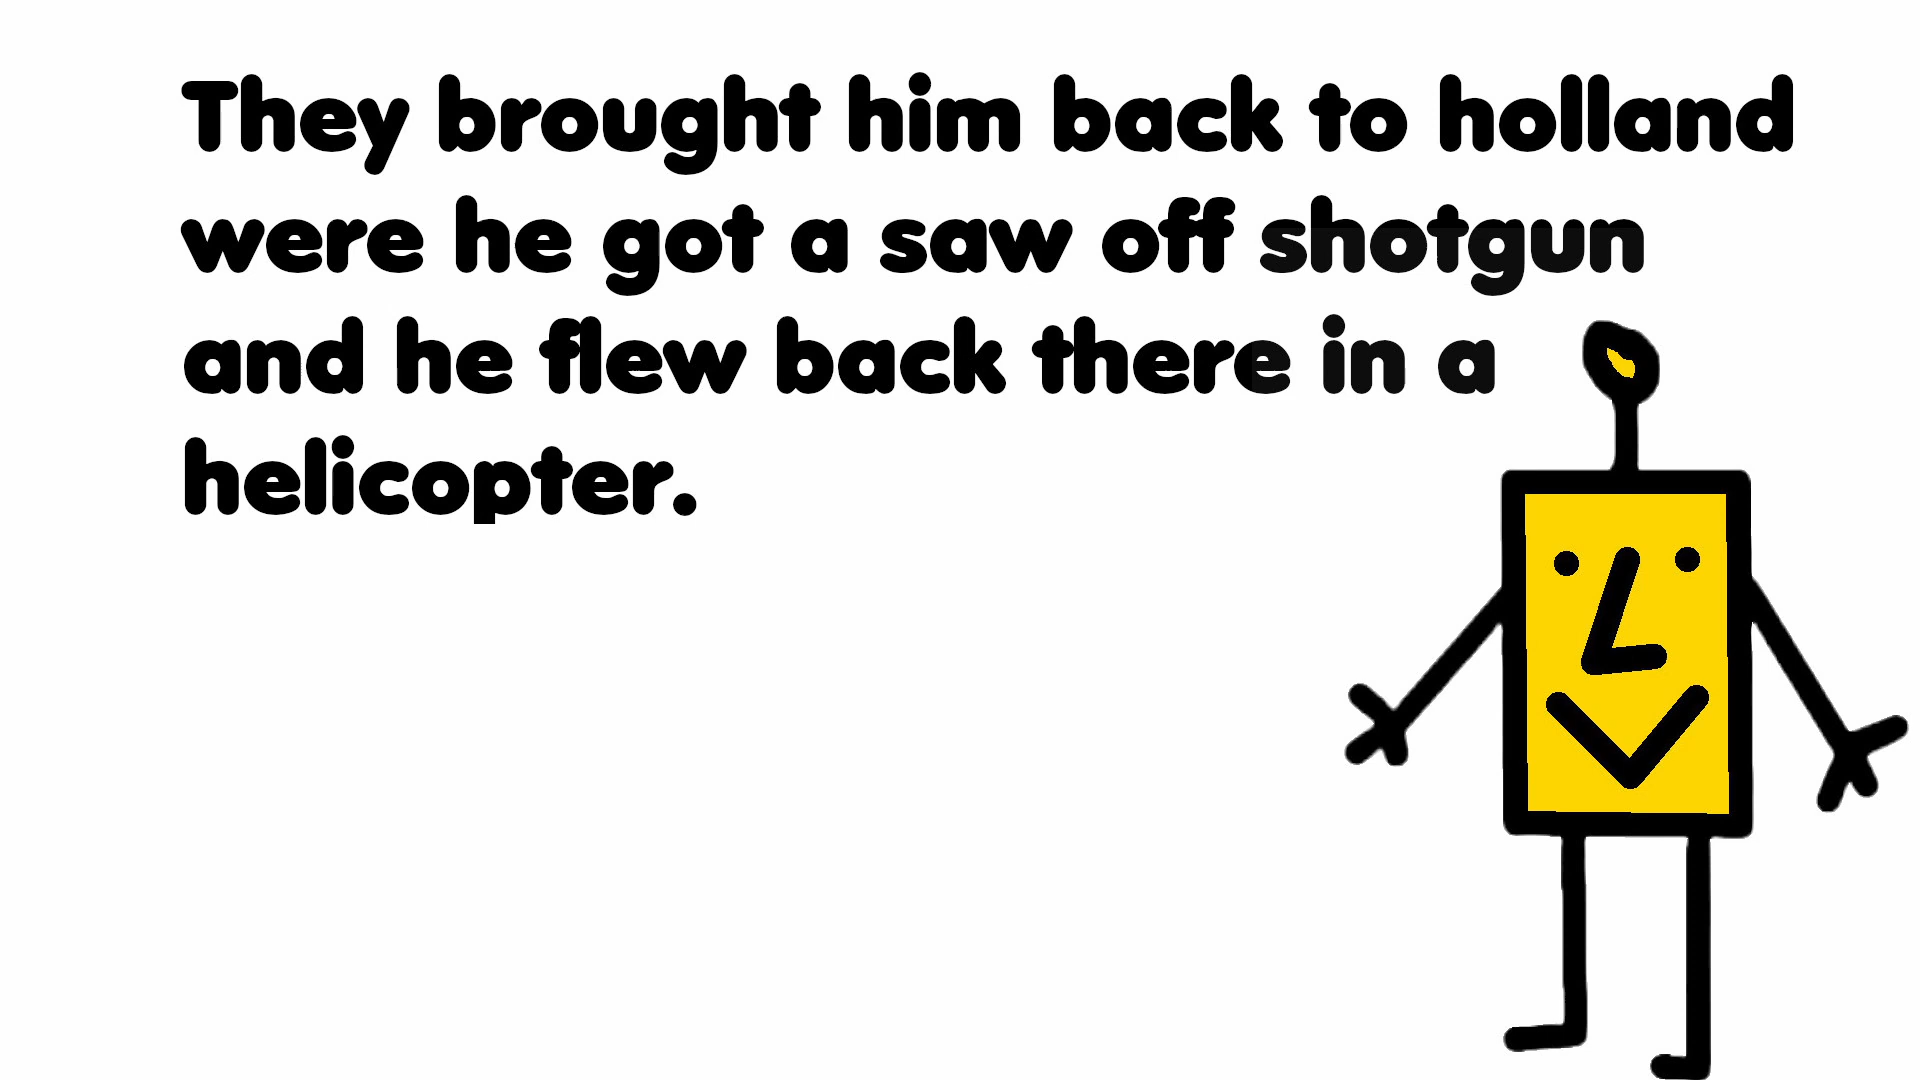 They brought him back to holland
were he got a saw off shotgun
and he flew back there in a
helicopter.